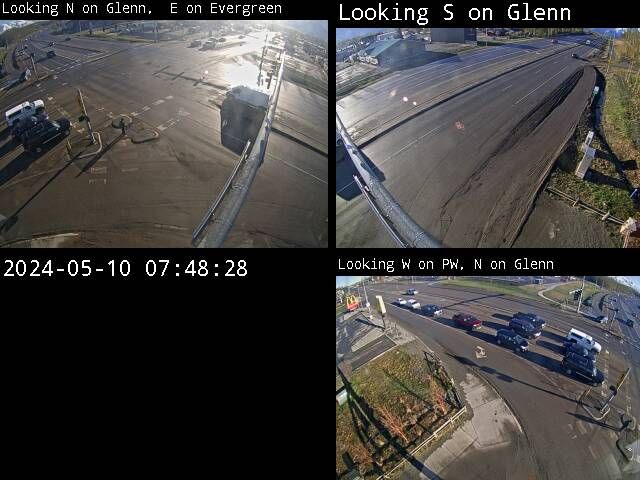 Looking N on Glenn, E on Evergreen
Looking S on Glenn
2024-05-10 07:48:28
Looking W on PW, N on Glenn